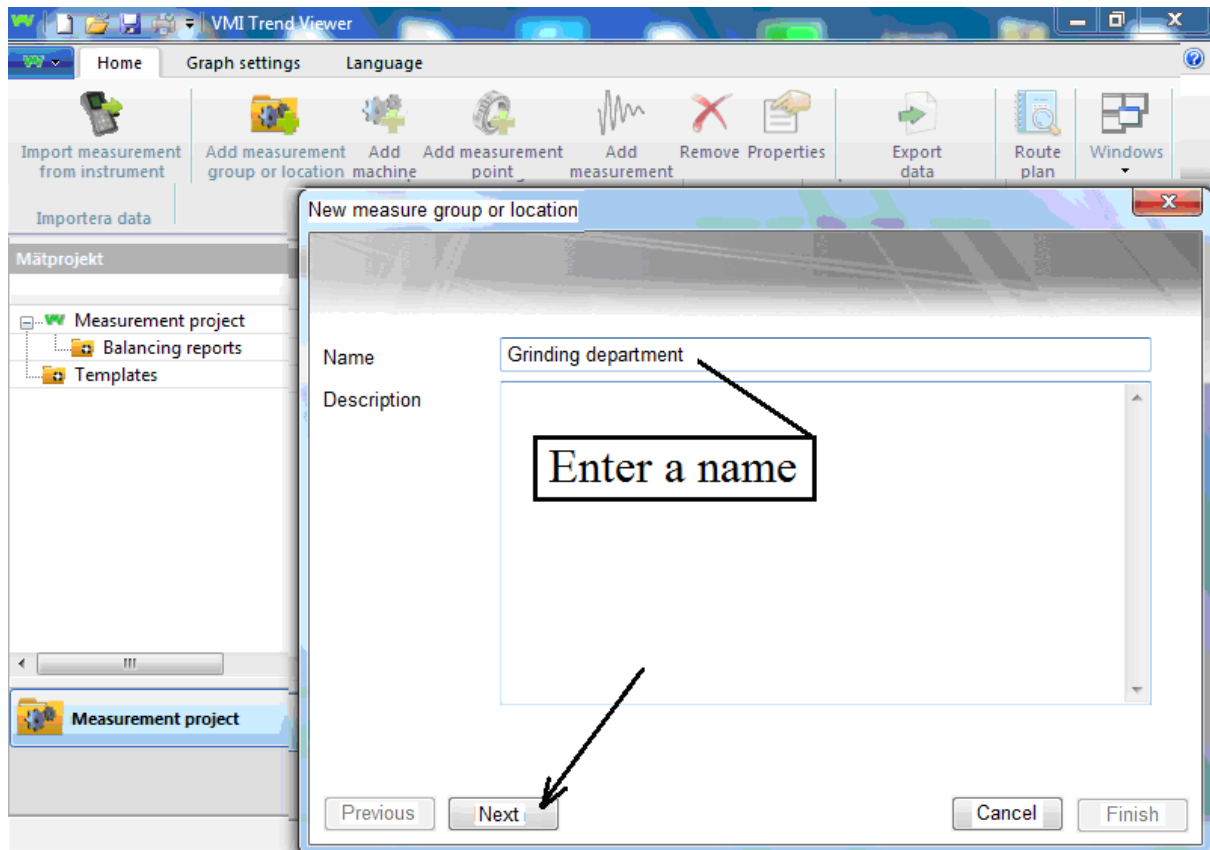 VMI Trend Viewer
Home Graph settings Language
Import measurement from instrument
Add measurement group or location
Add machine
Add measurement point
Add measurement
Remove
Properties
Export data
Route plan
Windows
Importera data
New measure group or location
Mätprojekt
Measurement project
Balancing reports
Templates
Name
Grinding department
Description
Enter a name
Measurement project
Previous
Next
Cancel
Finish